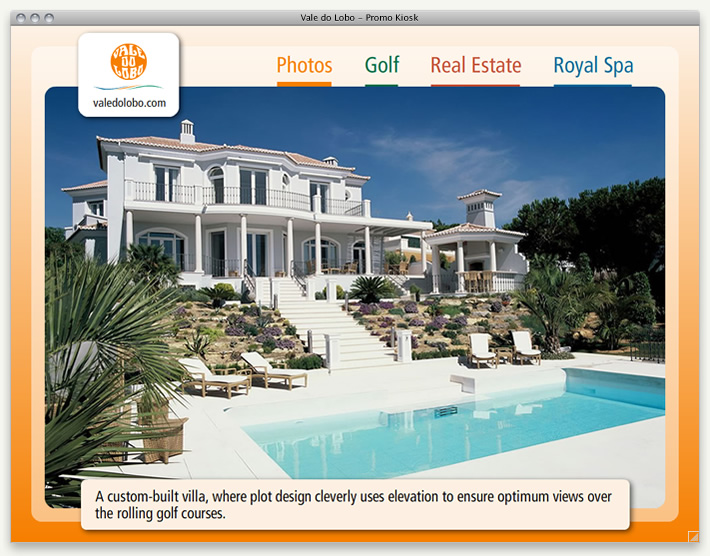 Vale do Lobo – Promo Kiosk
VALE
DO
LOBO
valedolobo.com
Photos Golf Real Estate Royal Spa
A custom-built villa, where plot design cleverly uses elevation to ensure optimum views over
the rolling golf courses.